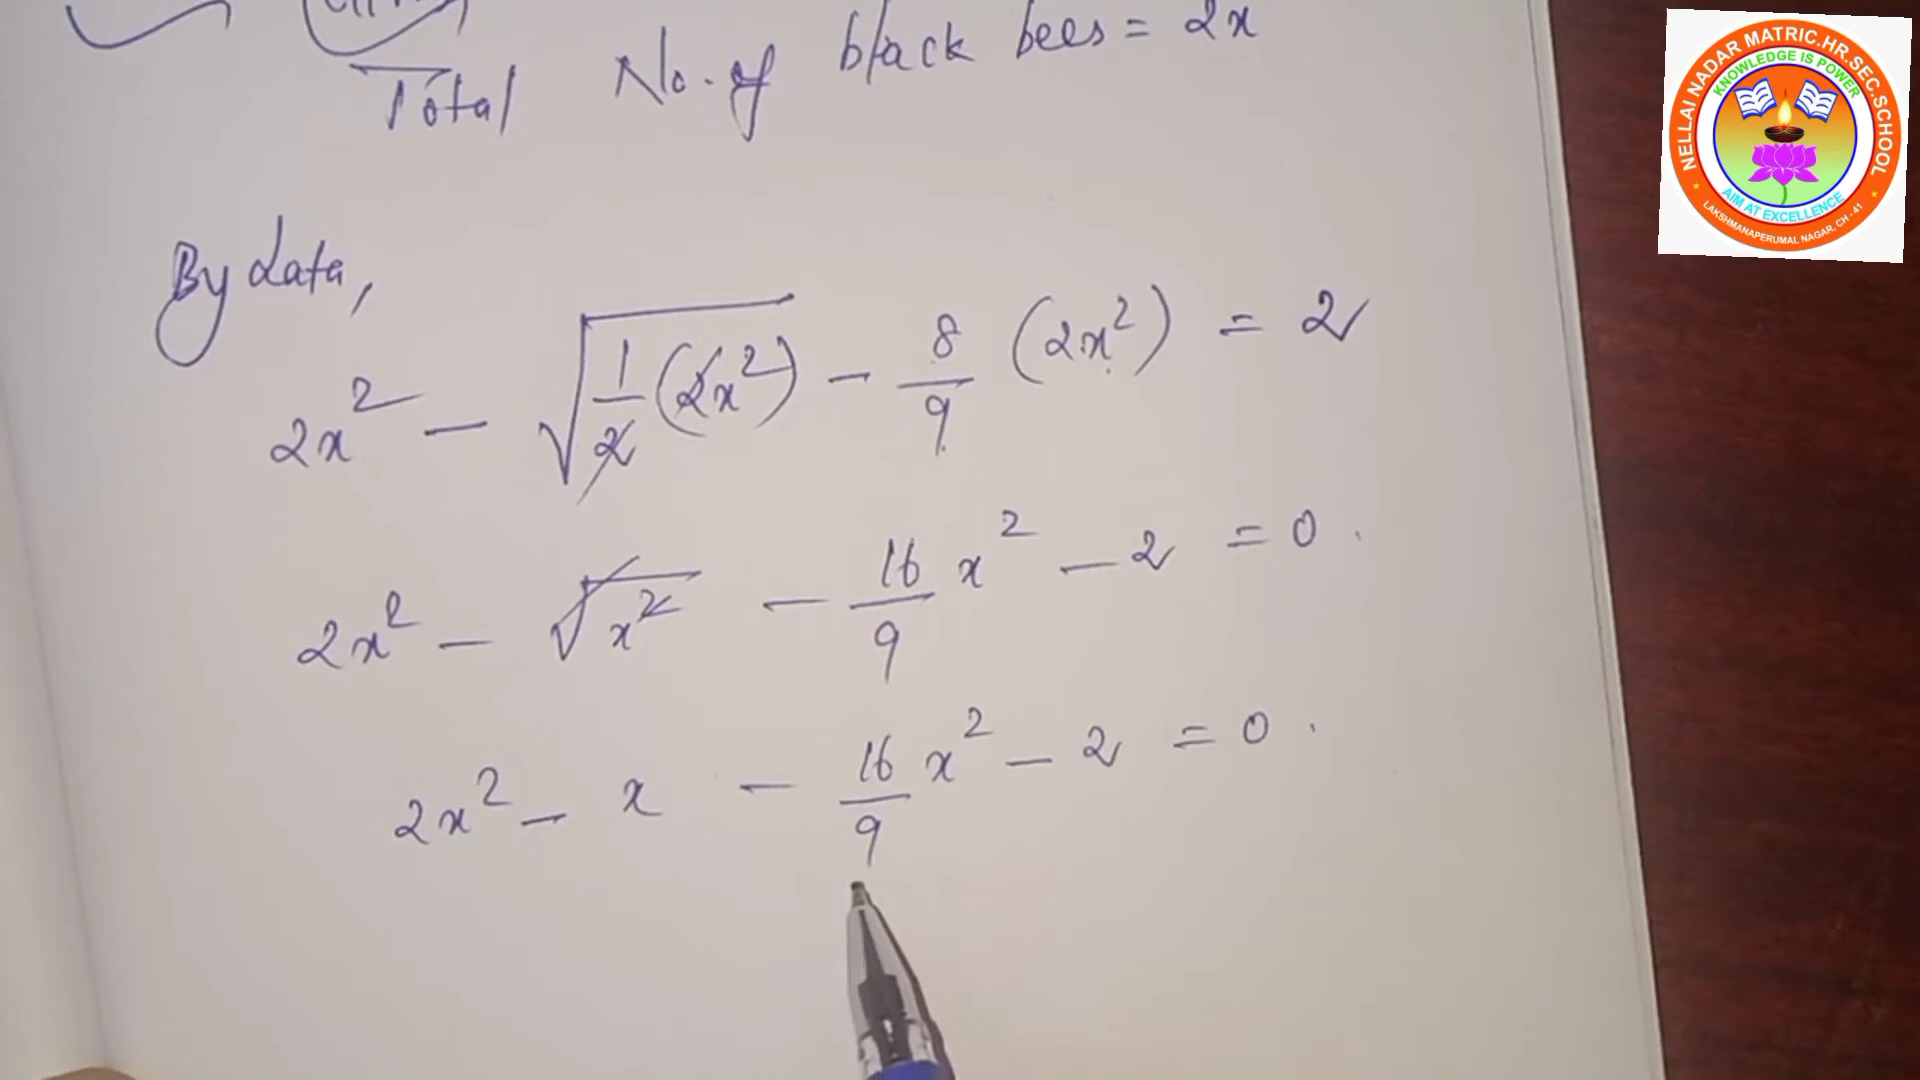 Total No. of black bees = 2x
By data,
2x² - √(1/2 (2x²)) - 8/9 (2x²) = 2
2x² - √x² - 16/9 x² - 2 = 0.
2x² - x - 16/9 x² - 2 = 0.
NELLAI NADAR MATRIC.HR.SEC.SCHOOL
KNOWLEDGE IS POWER
AIM AT EXCELLENCE
LAKSHMANAPERUMAL NAGAR, CH - 41